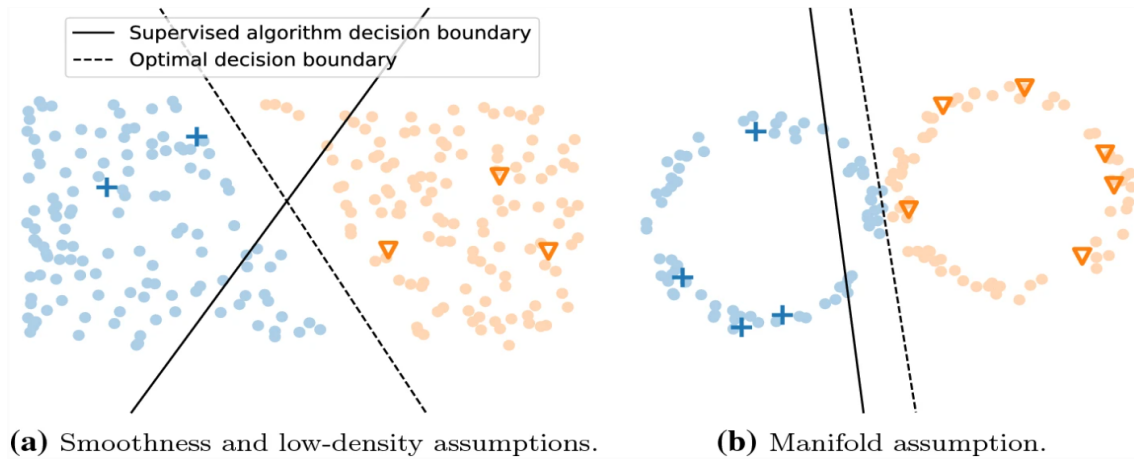 Supervised algorithm decision boundary
Optimal decision boundary
(a) Smoothness and low-density assumptions.
(b) Manifold assumption.